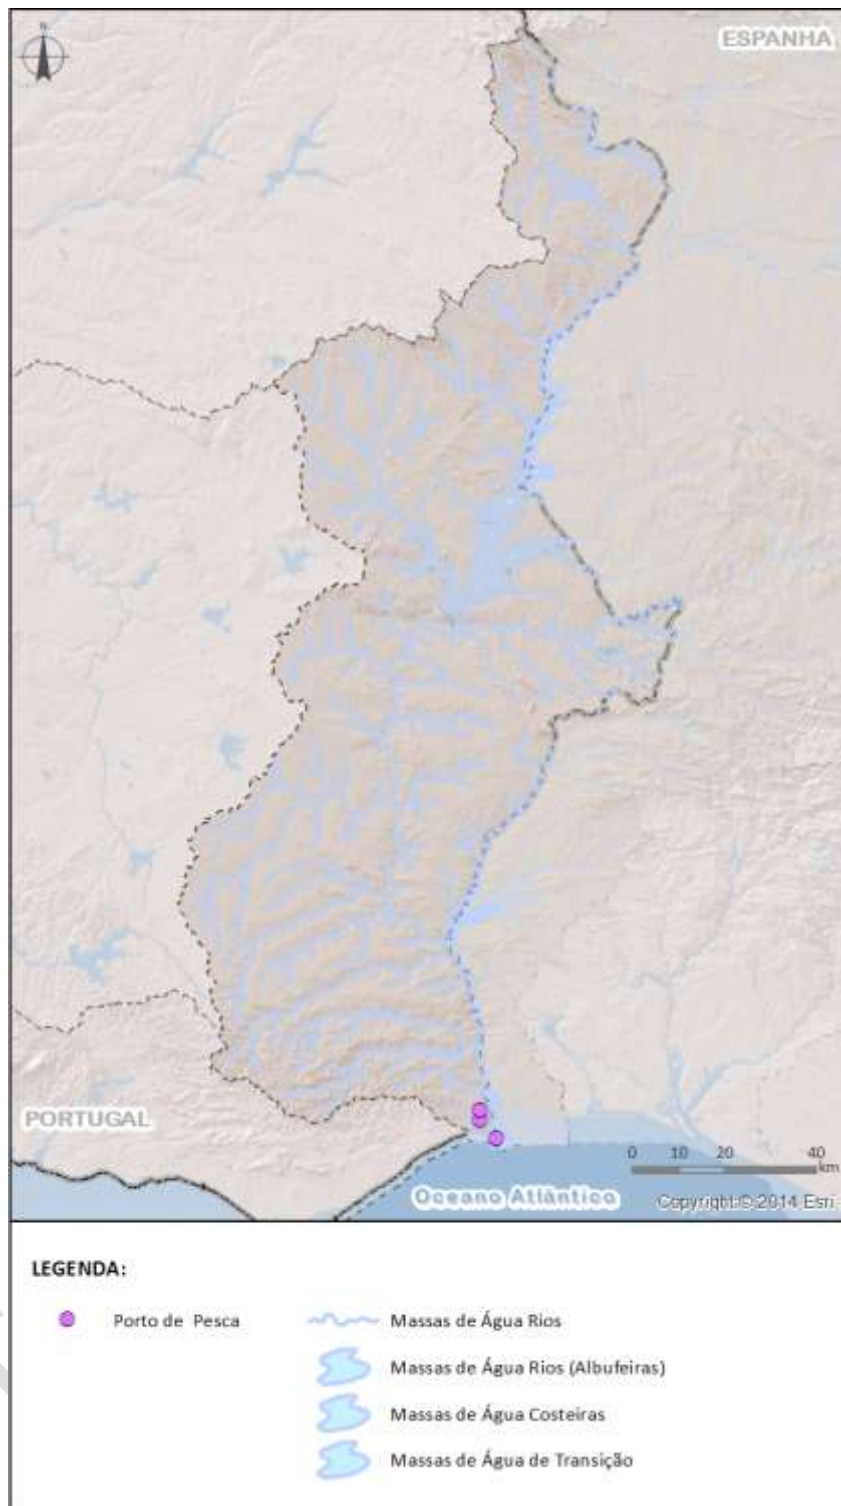 N
ESPANHA
PORTUGAL
0 10 20 40
km
Oceano Atlântico
Copyright:© 2014 Esri
LEGENDA:
Porto de Pesca
Massas de Água Rios
Massas de Água Rios (Albufeiras)
Massas de Água Costeiras
Massas de Água de Transição